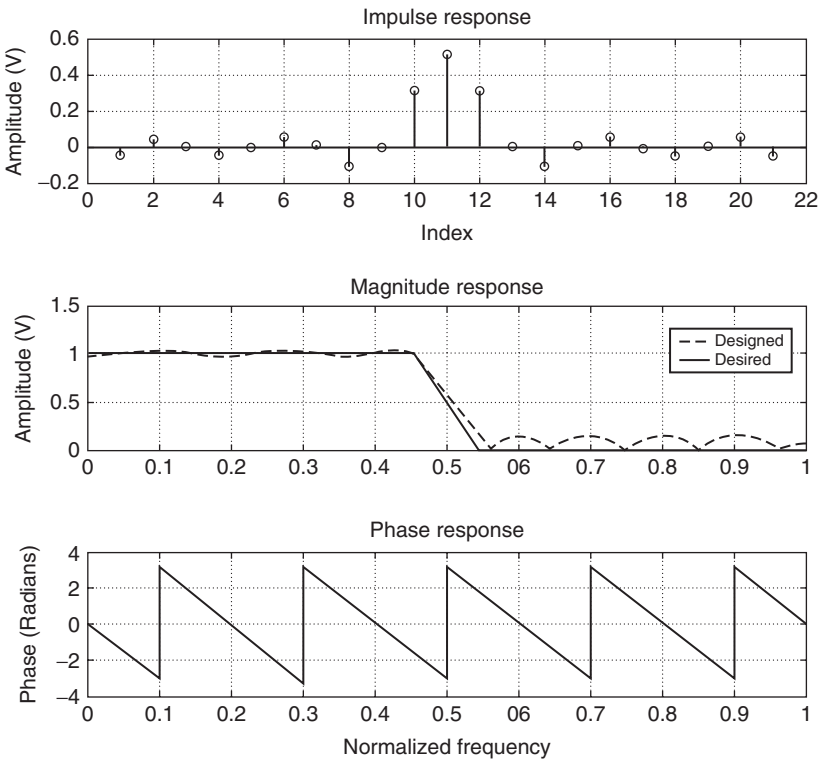 Impulse response
0.6
0.4
0.2
0
−0.2
Amplitude (V)
0 2 4 6 8 10 12 14 16 18 20 22
Index
Magnitude response
1.5
1
0.5
0
Amplitude (V)
Designed
Desired
0 0.1 0.2 0.3 0.4 0.5 06 0.7 0.8 0.9 1
Phase response
4
2
0
−2
−4
Phase (Radians)
0 0.1 0.2 0.3 0.4 0.5 06 0.7 0.8 0.9 1
Normalized frequency